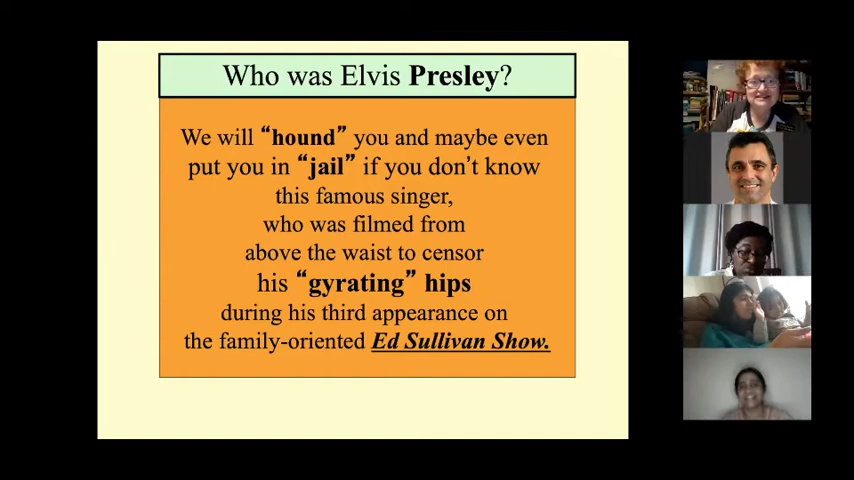 Who was Elvis Presley?
We will “hound” you and maybe even
put you in “jail” if you don’t know
this famous singer,
who was filmed from
above the waist to censor
his “gyrating” hips
during his third appearance on
the family-oriented Ed Sullivan Show.